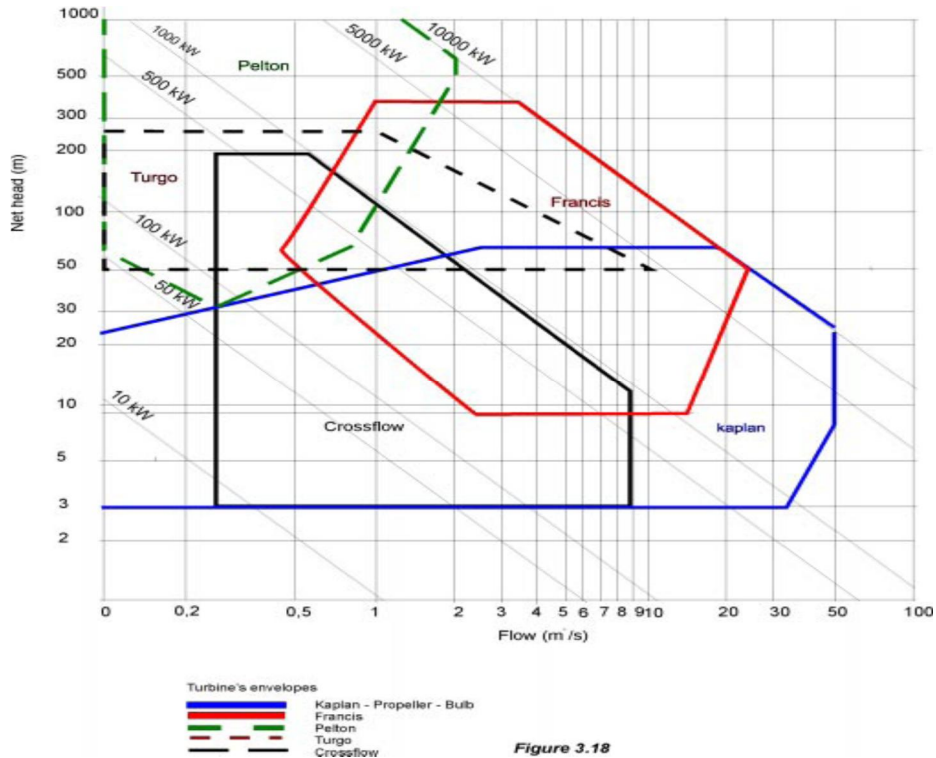 1000
500
300
200
100
50
30
20
10
5
3
2
Net head (m)
1000 kW
5000 kW
10000 kW
500 kW
Pelton
Turgo
Francis
100 kW
50 kW
10 kW
Crossflow
kaplan
0 0,2 0,5 1 2 3 4 5 6 7 8 9 10 20 30 50 100
Flow (m³/s)
Turbine's envelopes
Kaplan - Propeller - Bulb
Francis
Pelton
Turgo
Crossflow
Figure 3.18